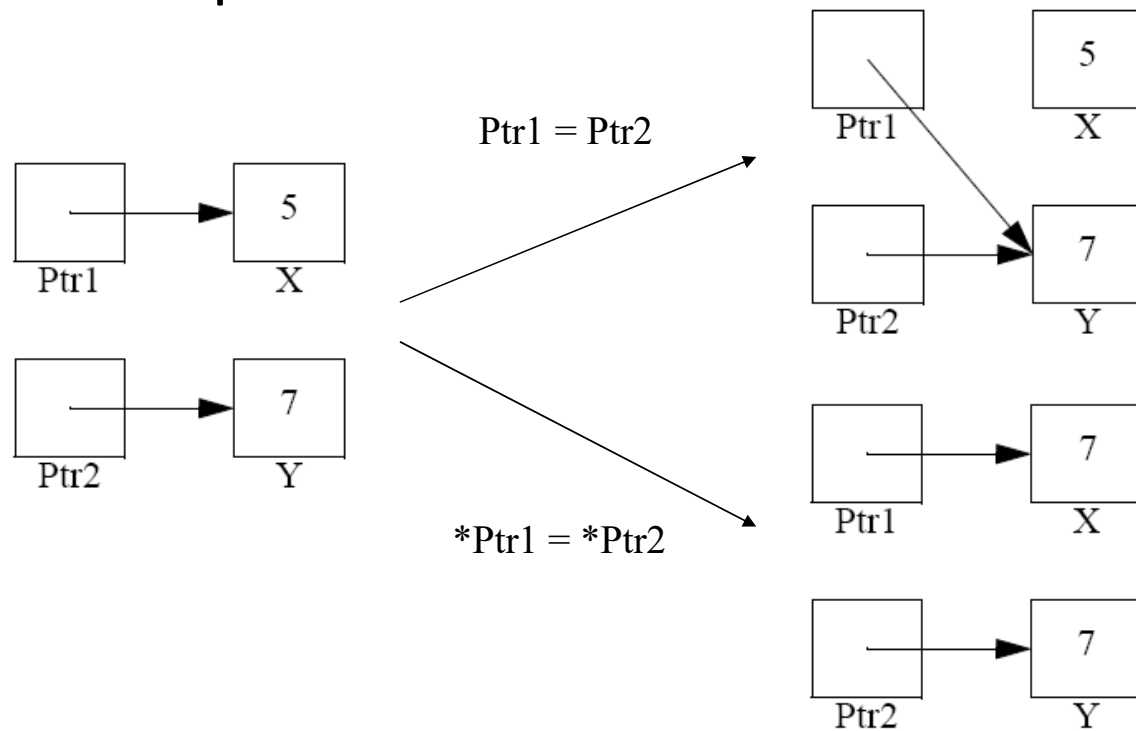 5
Ptr1 X
7
Ptr2 Y
Ptr1 = Ptr2
*Ptr1 = *Ptr2
5
Ptr1 X
7
Ptr2 Y
7
Ptr1 X
7
Ptr2 Y